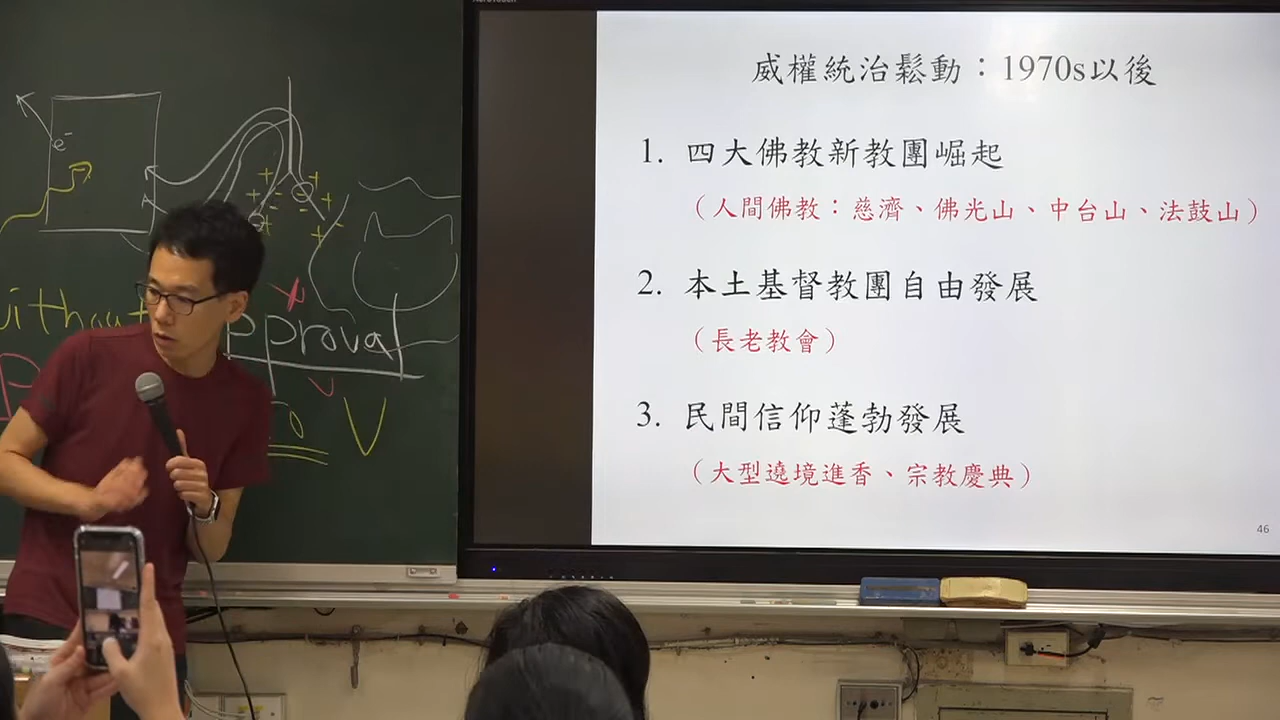 威權統治鬆動：1970s以後
1. 四大佛教新教團崛起
（人間佛教：慈濟、佛光山、中台山、法鼓山）
2. 本土基督教團自由發展
（長老教會）
3. 民間信仰蓬勃發展
（大型遶境進香、宗教慶典）
46
e⁻
without
pproval
V